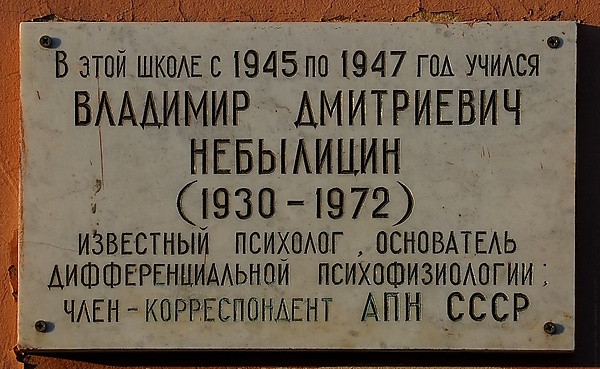 В ЭТОЙ ШКОЛЕ С 1945 ПО 1947 ГОД УЧИЛСЯ
ВЛАДИМИР ДМИТРИЕВИЧ
НЕБЫЛИЦИН
(1930 - 1972)
ИЗВЕСТНЫЙ ПСИХОЛОГ, ОСНОВАТЕЛЬ
ДИФФЕРЕНЦИАЛЬНОЙ ПСИХОФИЗИОЛОГИИ;
ЧЛЕН - КОРРЕСПОНДЕНТ АПН СССР